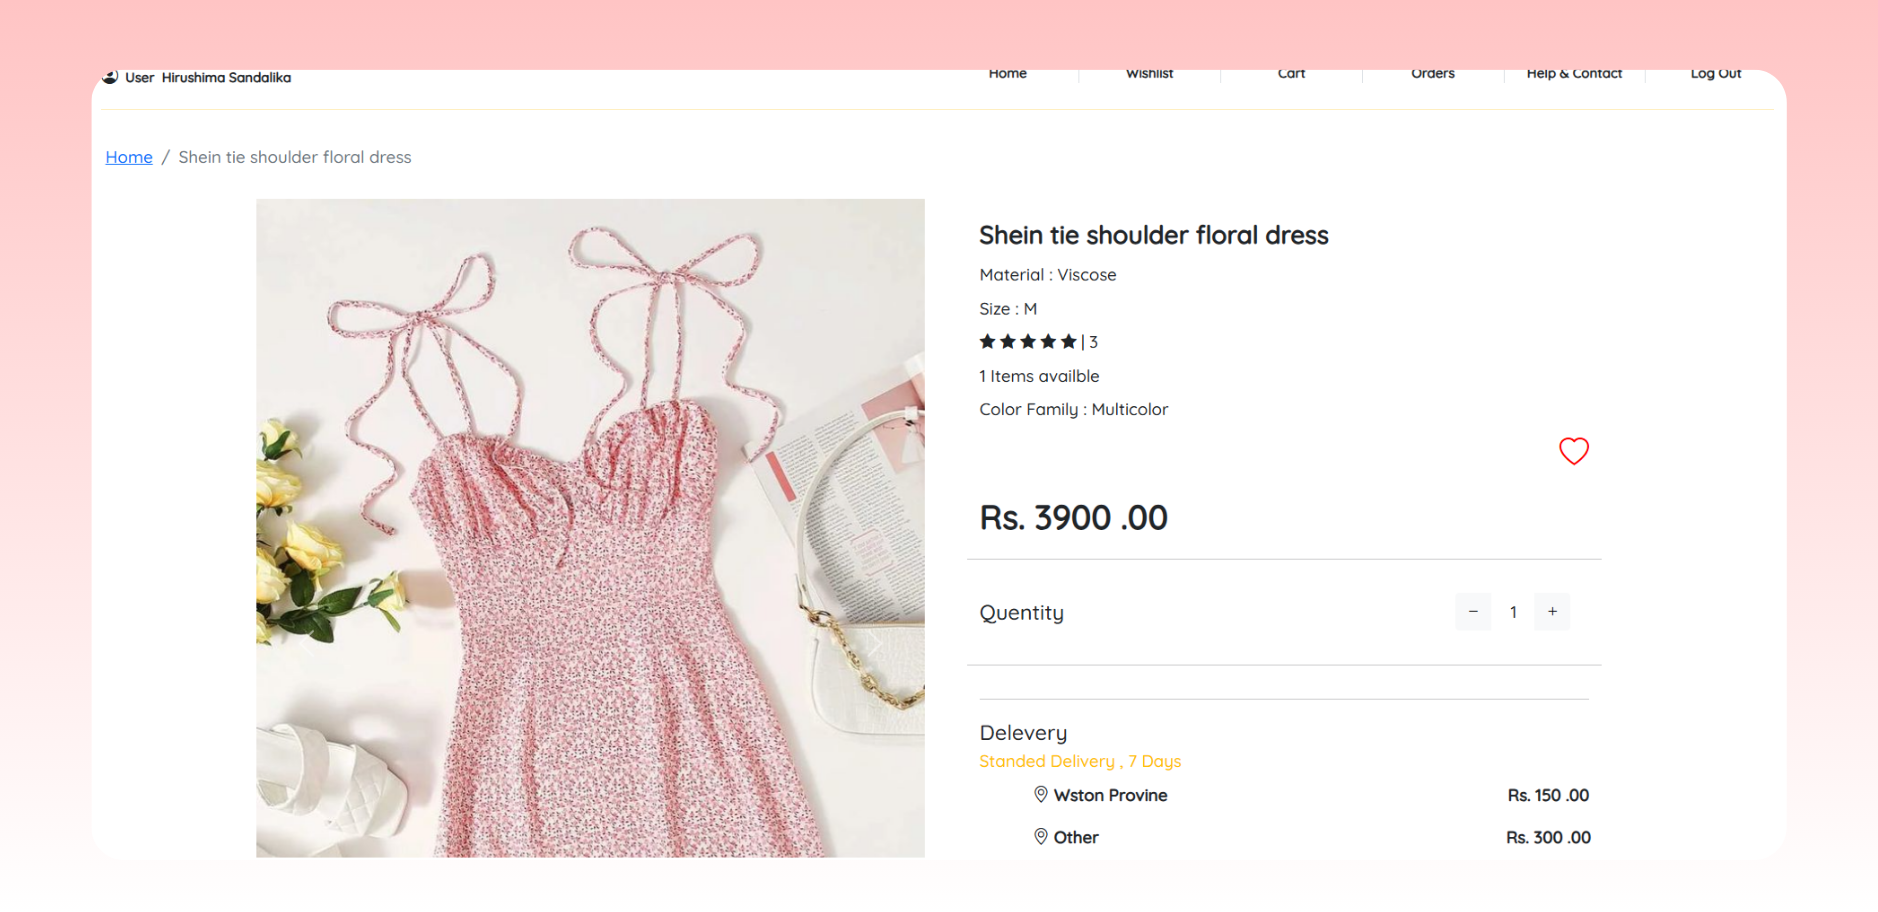 User Hirushima Sandalika
Home Wishlist Cart Orders Help & Contact Log Out
Home / Shein tie shoulder floral dress
Shein tie shoulder floral dress
Material : Viscose
Size : M
★★★★★ | 3
1 Items availble
Color Family : Multicolor
Rs. 3900 .00
Quentity − 1 +
Delevery
Standed Delivery , 7 Days
Wston Provine Rs. 150 .00
Other Rs. 300 .00